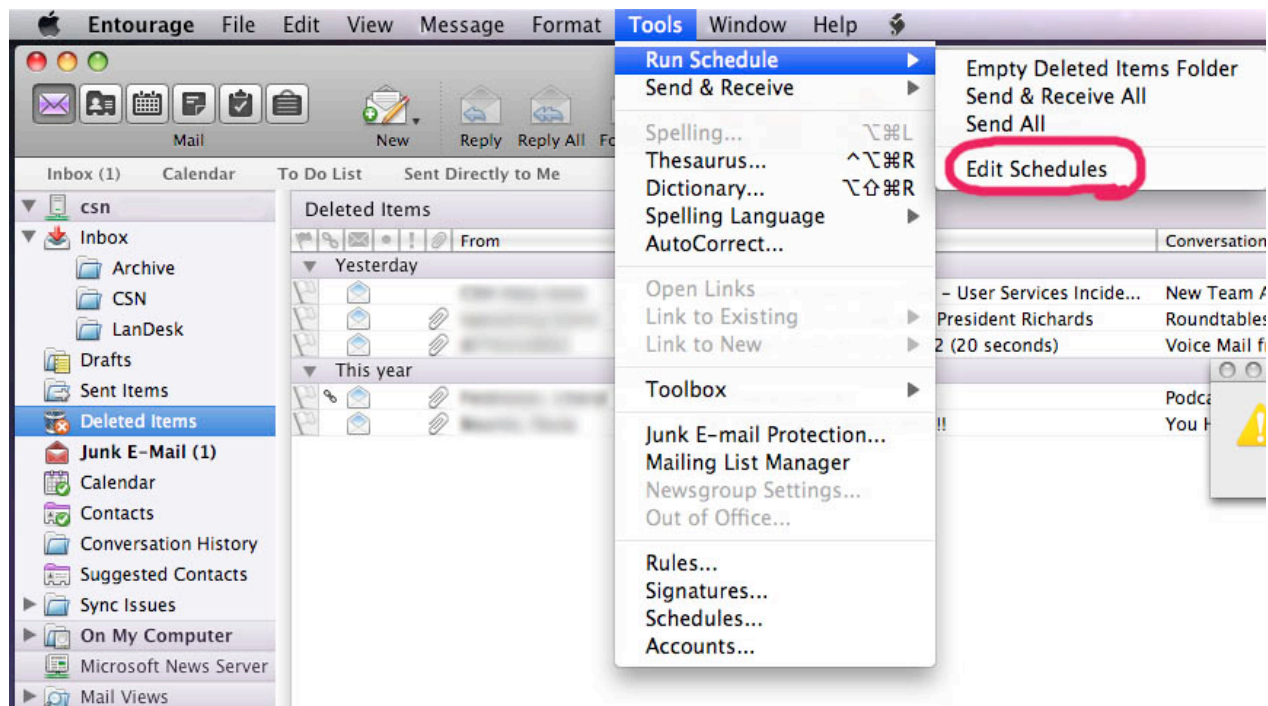 Entourage File Edit View Message Format Tools Window Help
Mail New Reply Reply All
Inbox (1) Calendar To Do List Sent Directly to Me
csn
Inbox
Archive
CSN
LanDesk
Drafts
Sent Items
Deleted Items
Junk E-Mail (1)
Calendar
Contacts
Conversation History
Suggested Contacts
Sync Issues
On My Computer
Microsoft News Server
Mail Views
Deleted Items
From Conversation
Yesterday
– User Services Incide... New Team
President Richards Roundtables
2 (20 seconds) Voice Mail
This year
!! You
Run Schedule
Send & Receive
Spelling... ⌥⌘L
Thesaurus... ^⌥⌘R
Dictionary... ⌥⇧⌘R
Spelling Language
AutoCorrect...
Open Links
Link to Existing
Link to New
Toolbox
Junk E-mail Protection...
Mailing List Manager
Newsgroup Settings...
Out of Office...
Rules...
Signatures...
Schedules...
Accounts...
Empty Deleted Items Folder
Send & Receive All
Send All
Edit Schedules